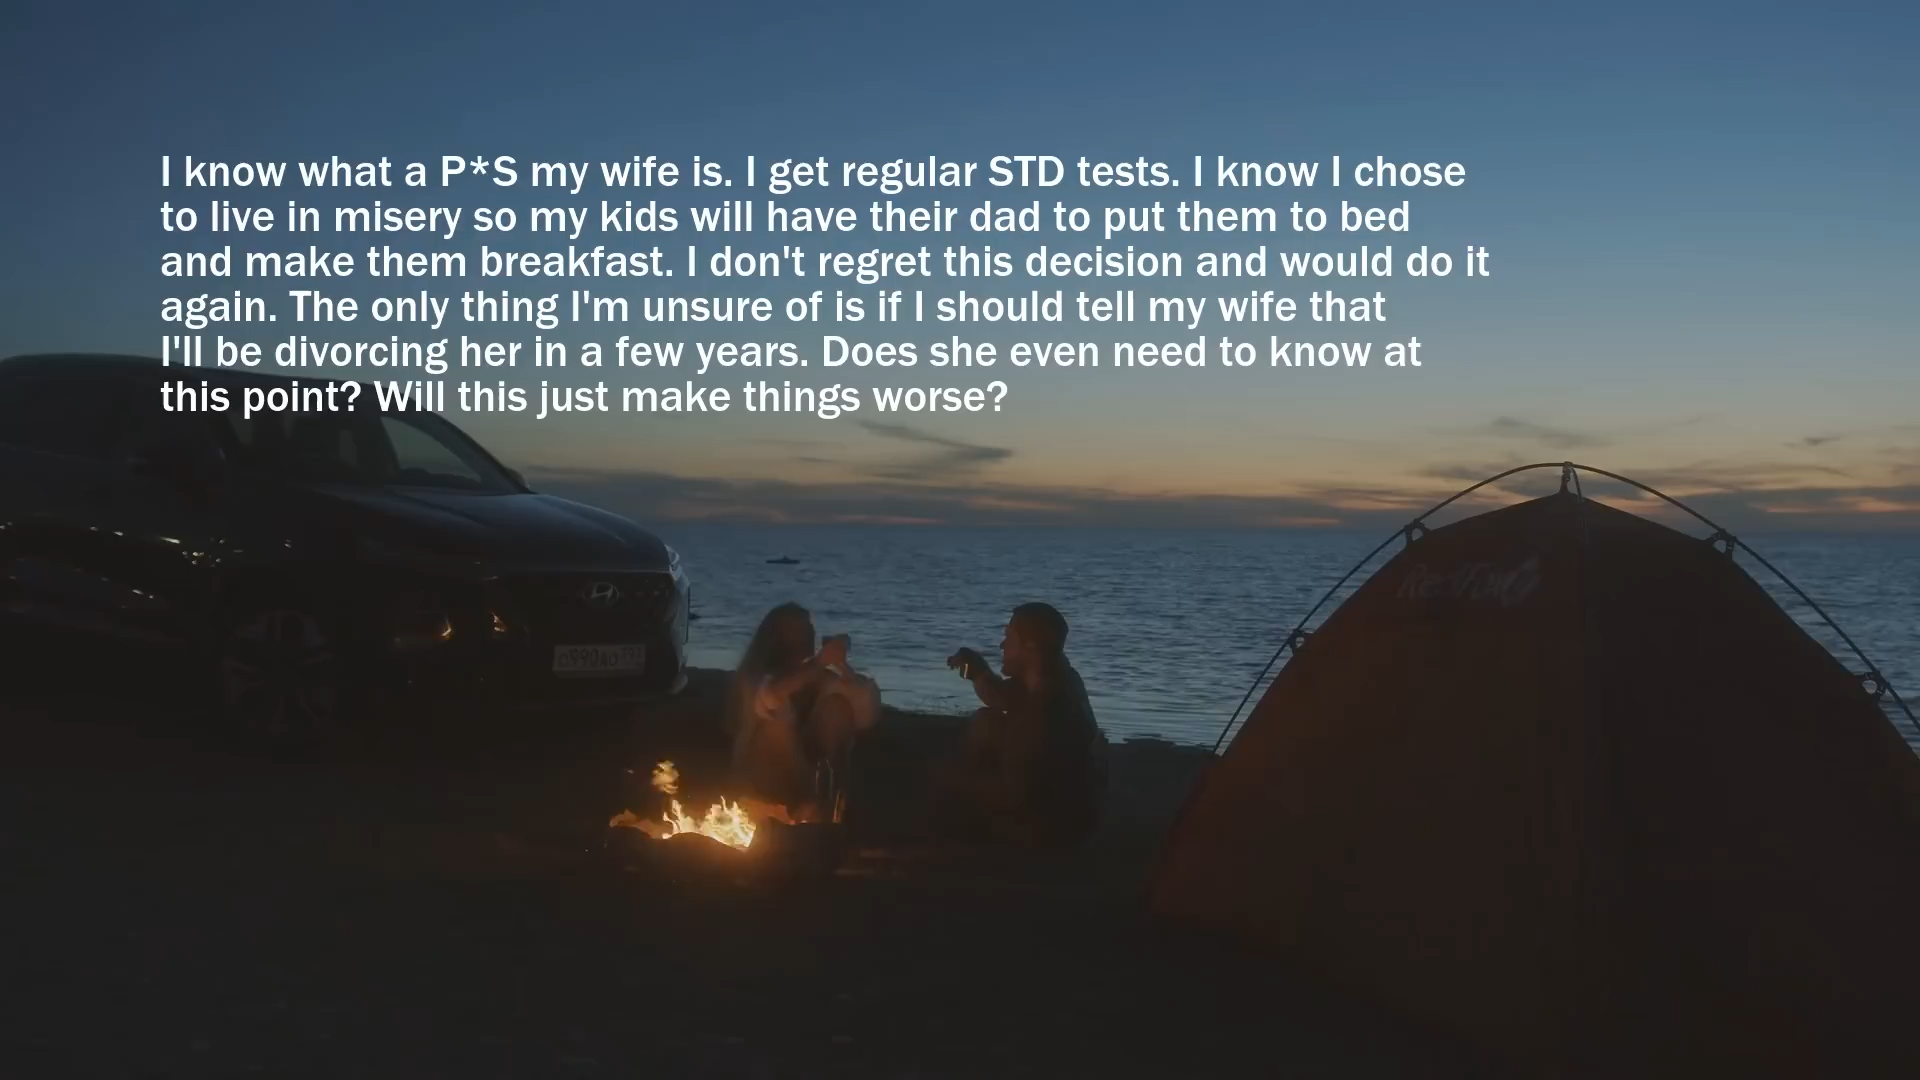 I know what a P*S my wife is. I get regular STD tests. I know I chose
to live in misery so my kids will have their dad to put them to bed
and make them breakfast. I don't regret this decision and would do it
again. The only thing I'm unsure of is if I should tell my wife that
I'll be divorcing her in a few years. Does she even need to know at
this point? Will this just make things worse?